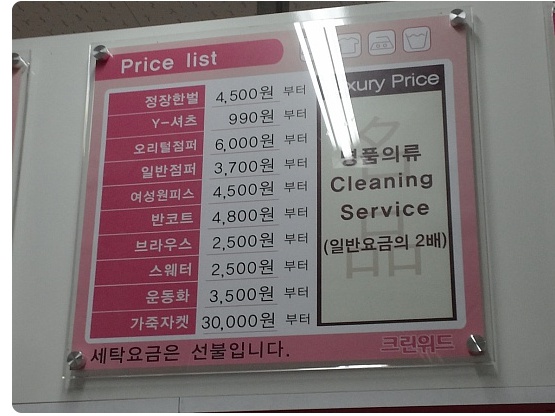 Price list
정장한벌 4,500원 부터
Y-셔츠 990원 부터
오리털점퍼 6,000원 부터
일반점퍼 3,700원 부터
여성원피스 4,500원 부터
반코트 4,800원 부터
브라우스 2,500원 부터
스웨터 2,500원 부터
운동화 3,500원 부터
가죽자켓 30,000원 부터
세탁요금은 선불입니다.
Price
명품의류
Cleaning
Service
(일반요금의 2배)
名品
크린위드